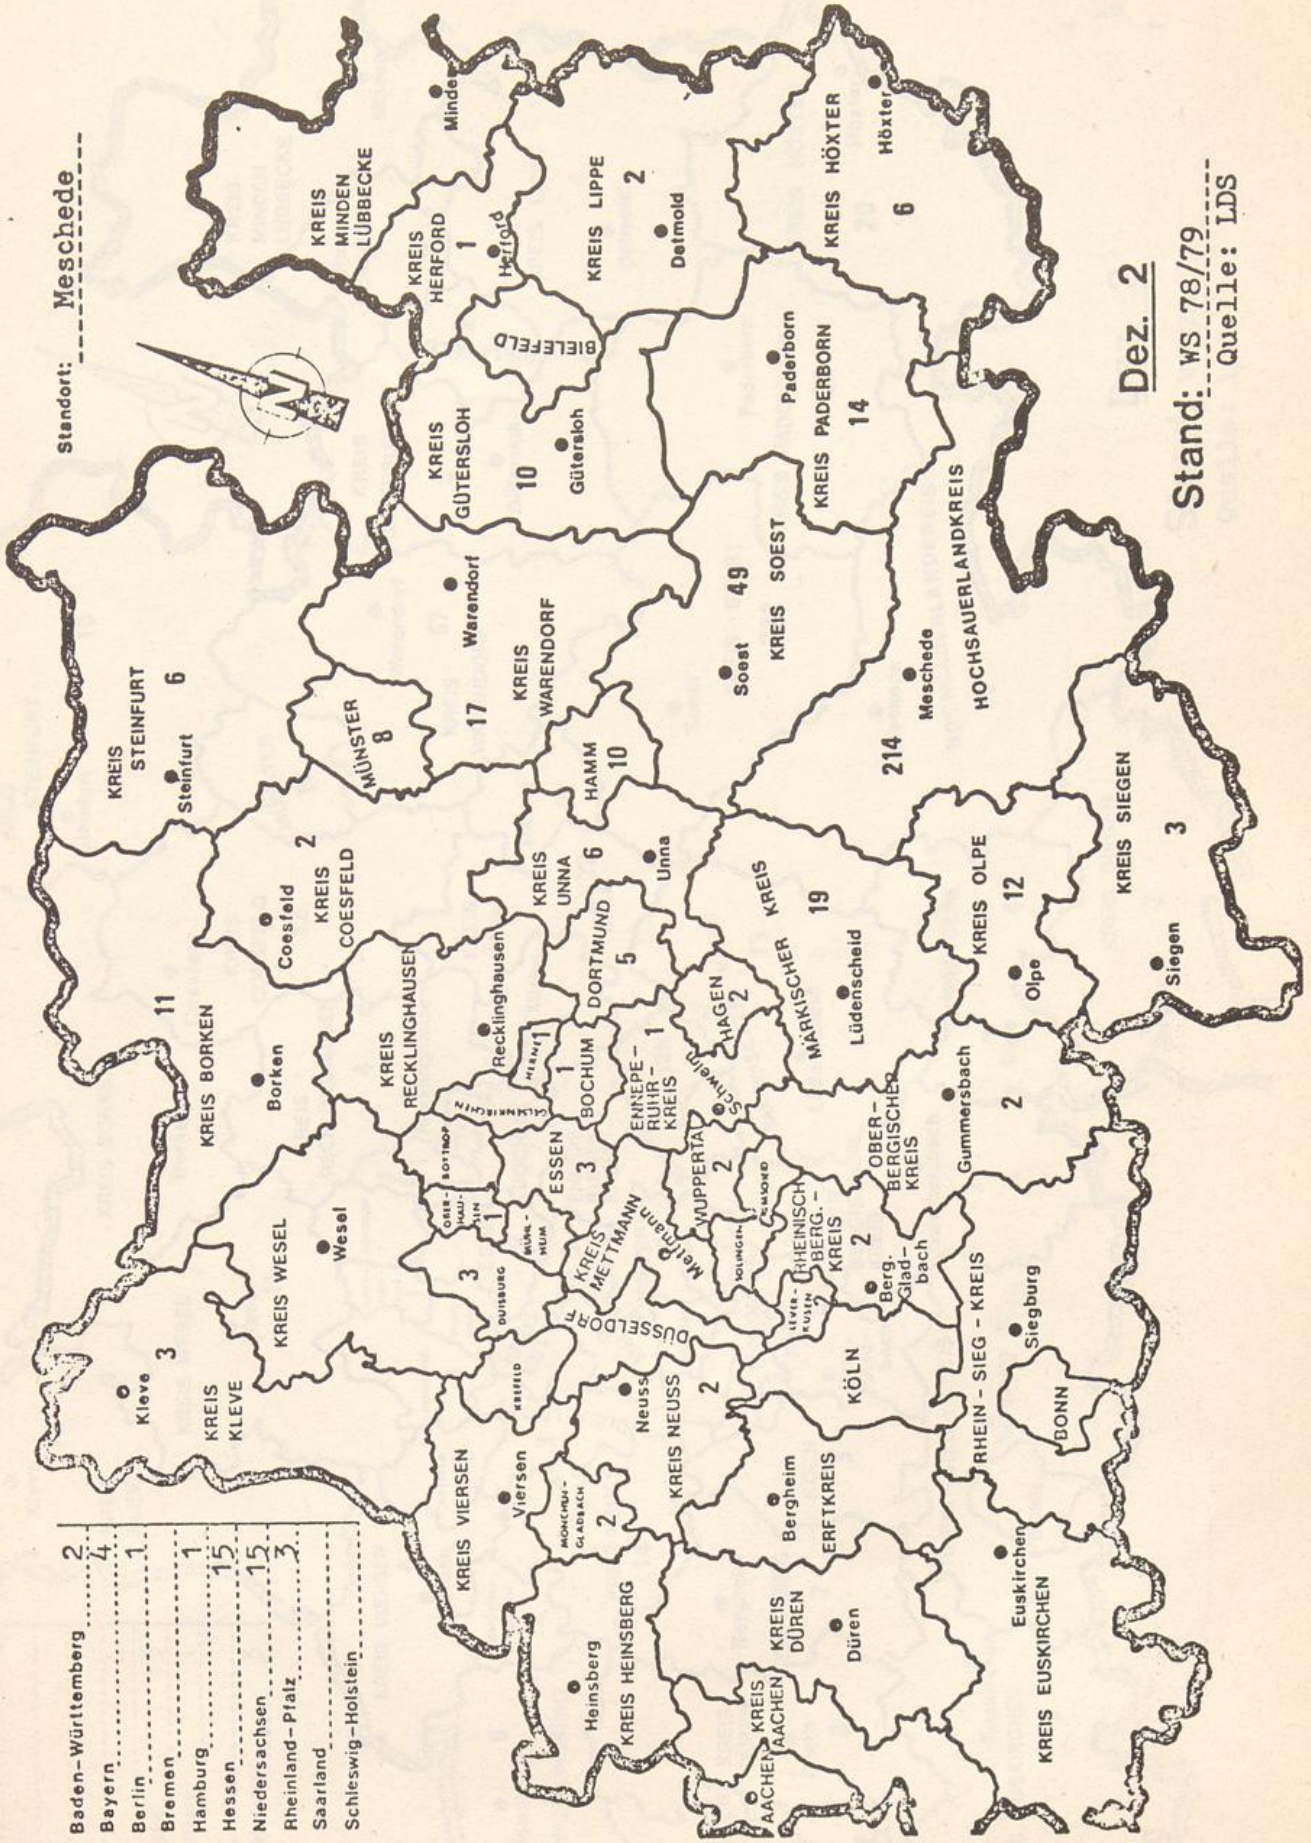 Standort: Meschede
Baden-Württemberg 2
Bayern 4
Berlin 1
Bremen
Hamburg 1
Hessen 15
Niedersachsen 15
Rheinland-Pfalz 3
Saarland
Schleswig-Holstein
N
KREIS
MINDEN
LÜBBECKE
Minden
KREIS
HERFORD
1
Herford
KREIS LIPPE
2
Detmold
KREIS HÖXTER
6
Höxter
BIELEFELD
KREIS
GÜTERSLOH
10
Gütersloh
Paderborn
KREIS PADERBORN
14
KREIS
STEINFURT
6
Steinfurt
MÜNSTER
8
Warendorf
17
KREIS
WARENDORF
Soest
49
KREIS SOEST
Meschede
214
HOCHSAUERLANDKREIS
HAMM
10
KREIS
UNNA
6
Unna
2
Coesfeld
KREIS
COESFELD
11
KREIS BORKEN
Borken
KREIS
RECKLINGHAUSEN
Recklinghausen
DORTMUND
5
HERNE 1
BOCHUM
1
GELSENKIRCHEN
BOTTROP
OBER-
HAU-
SEN
1
ESSEN
3
MÜHL-
HUM
ENNEPE-
RUHR-
KREIS
1
Schwelm
HAGEN
2
MÄRKISCHER KREIS
19
Lüdenscheid
KREIS OLPE
12
Olpe
KREIS SIEGEN
3
Siegen
OBER-
BERGISCHER
KREIS
Gummersbach
2
WUPPERTAL
2
REMSCHD
SOLINGEN
KREIS
METTMANN
Mettmann
RHEINISCH
BERG.-
KREIS
2
Berg.
Glad-
bach
LEVER-
KUSEN
2
DÜSSELDORF
DUISBURG
3
KREIS WESEL
Wesel
Kleve
3
KREIS
KLEVE
KREFELD
KREIS VIERSEN
Viersen
MÖNCHEN-
GLADBACH
2
Neuss
KREIS NEUSS
2
KÖLN
RHEIN-SIEG-KREIS
Siegburg
BONN
Bergheim
ERFTKREIS
Heinsberg
KREIS HEINSBERG
KREIS
DÜREN
Düren
KREIS
AACHEN
AACHEN
Euskirchen
KREIS EUSKIRCHEN
Dez. 2
Stand: WS 78/79
Quelle: LDS